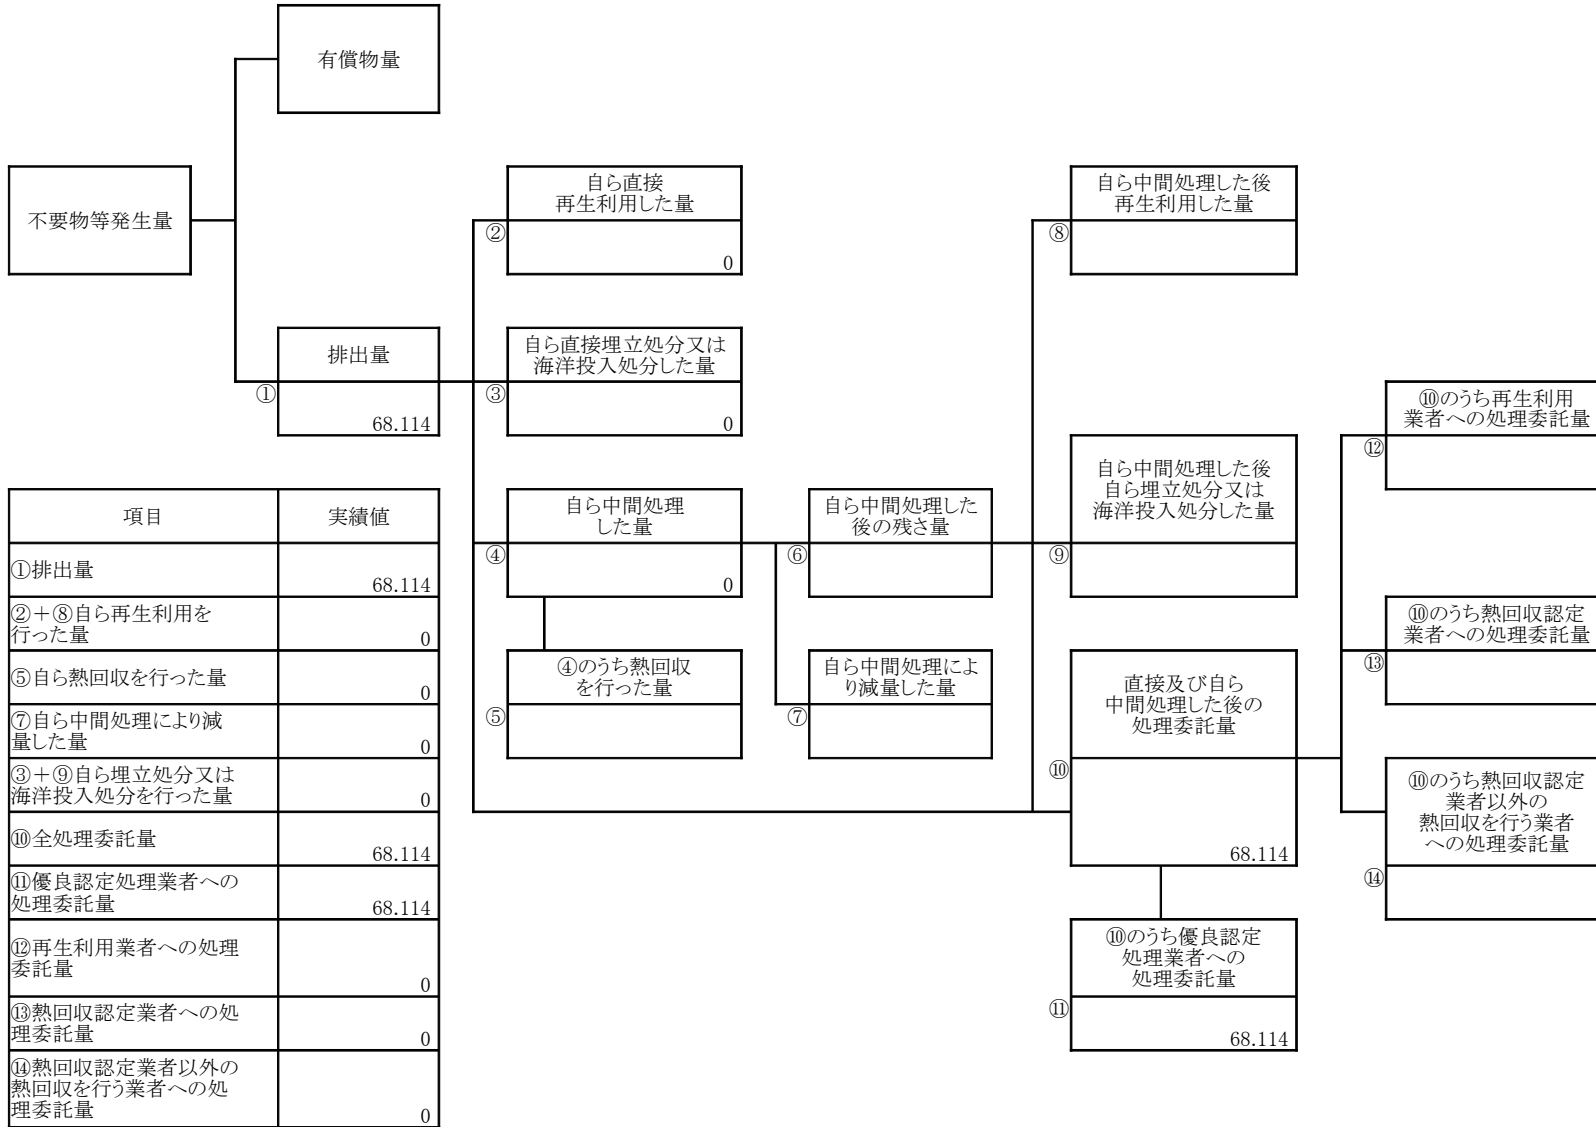 有償物量
不要物等発生量
自ら直接
再生利用した量
②
0
自ら中間処理した後
再生利用した量
⑧
排出量
①
68.114
自ら直接埋立処分又は
海洋投入処分した量
③
0
⑩のうち再生利用
業者への処理委託量
⑫
自ら中間処理
した量
④
0
自ら中間処理した
後の残さ量
⑥
自ら中間処理した後
自ら埋立処分又は
海洋投入処分した量
⑨
⑩のうち熱回収認定
業者への処理委託量
⑬
④のうち熱回収
を行った量
⑤
自ら中間処理によ
り減量した量
⑦
直接及び自ら
中間処理した後の
処理委託量
⑩
68.114
⑩のうち熱回収認定
業者以外の
熱回収を行う業者
への処理委託量
⑭
⑩のうち優良認定
処理業者への
処理委託量
⑪
68.114
項目 実績値
①排出量
68.114
②+⑧自ら再生利用を
行った量
0
⑤自ら熱回収を行った量
0
⑦自ら中間処理により減
量した量
0
③+⑨自ら埋立処分又は
海洋投入処分を行った量
0
⑩全処理委託量
68.114
⑪優良認定処理業者への
処理委託量
68.114
⑫再生利用業者への処理
委託量
0
⑬熱回収認定業者への処
理委託量
0
⑭熱回収認定業者以外の
熱回収を行う業者への処
理委託量
0